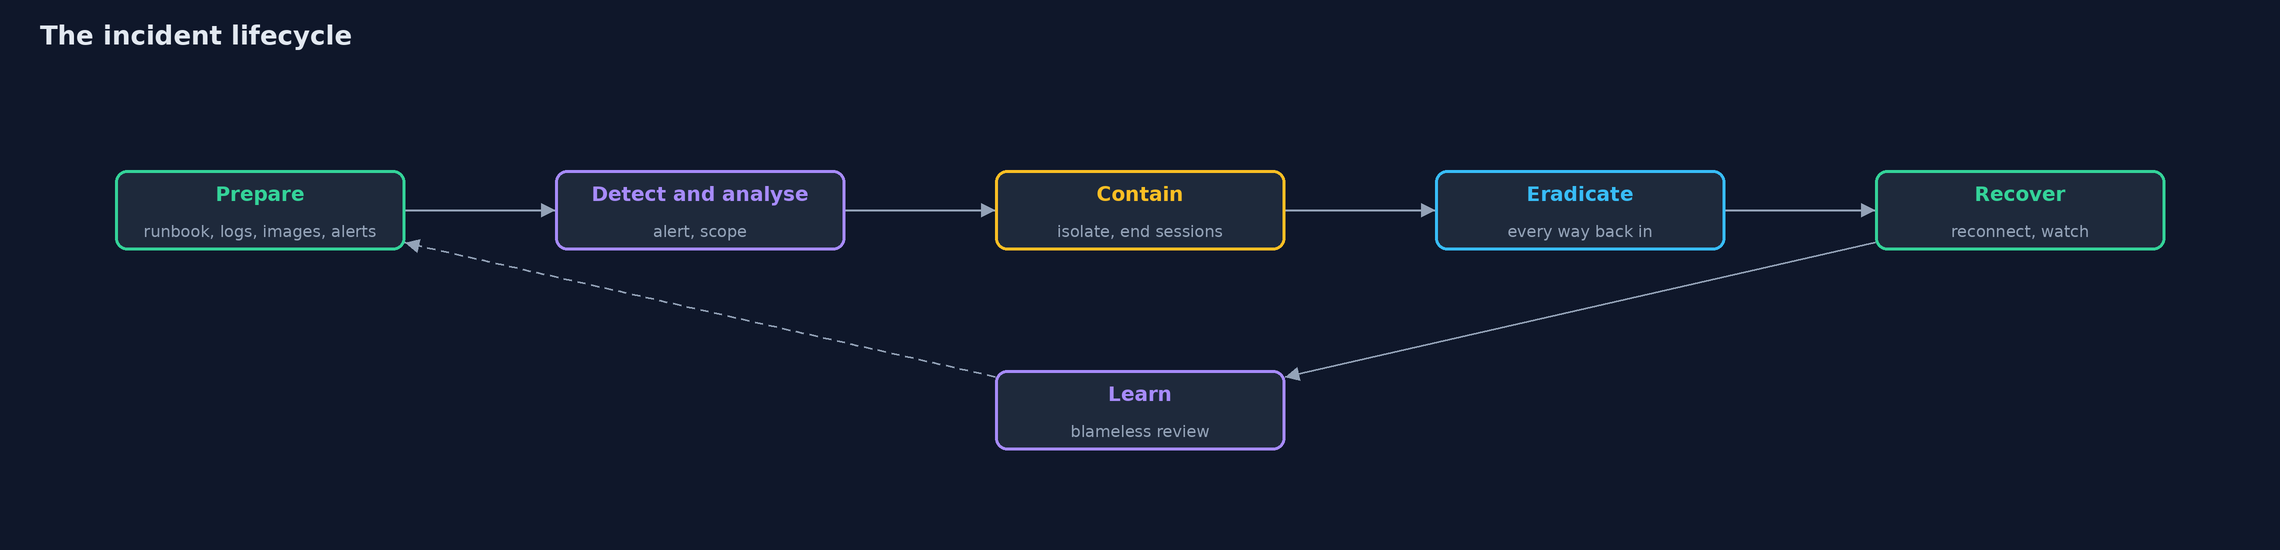 The incident lifecycle
Prepare
runbook, logs, images, alerts
Detect and analyse
alert, scope
Contain
isolate, end sessions
Eradicate
every way back in
Recover
reconnect, watch
Learn
blameless review